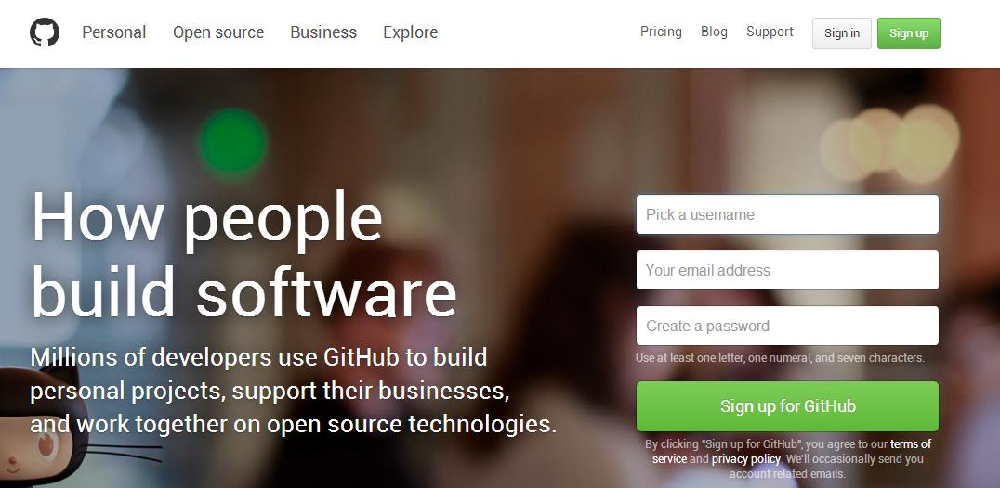 Personal Open source Business Explore Pricing Blog Support Sign in Sign up
How people
build software
Millions of developers use GitHub to build
personal projects, support their businesses,
and work together on open source technologies.
Pick a username
Your email address
Create a password
Use at least one letter, one numeral, and seven characters.
Sign up for GitHub
By clicking "Sign up for GitHub", you agree to our terms of
service and privacy policy. We'll occasionally send you
account related emails.